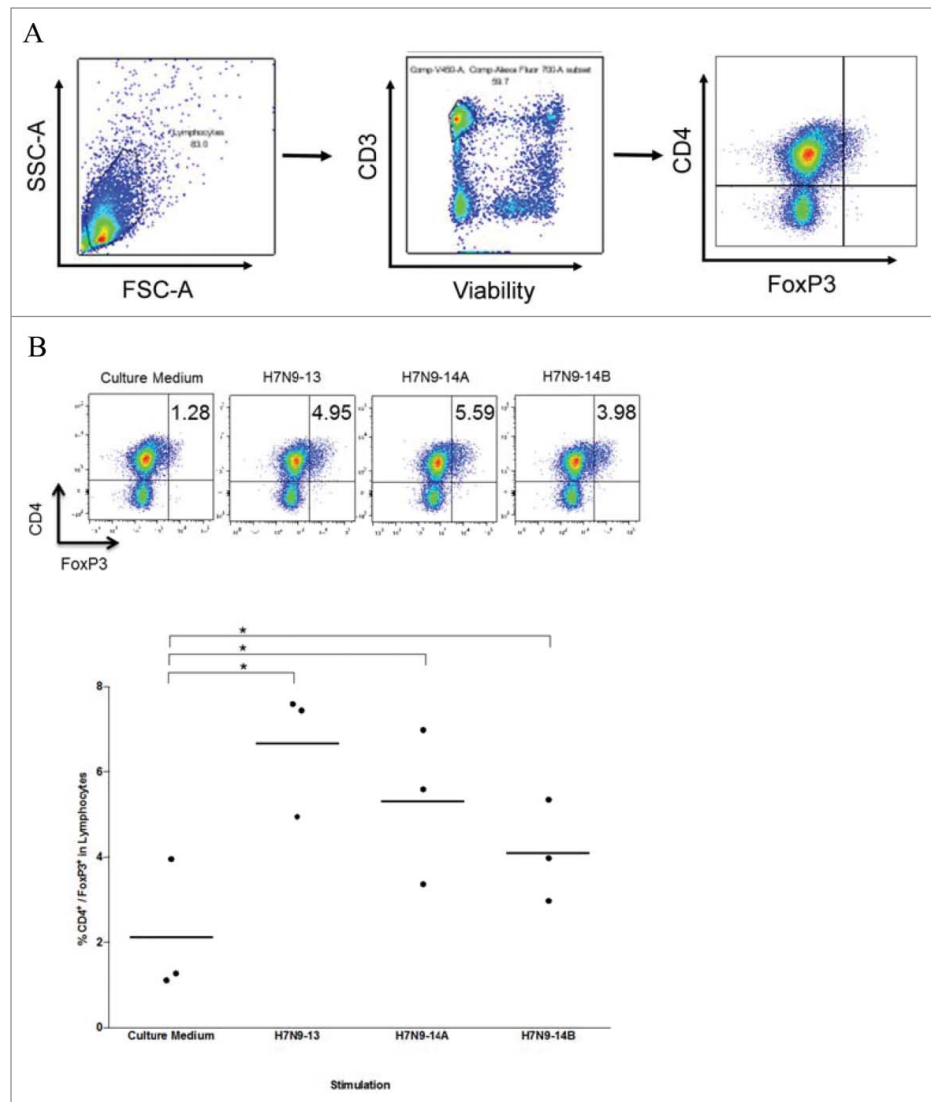 A
Comp-V450-A, Comp-Alexa Fluor 700-A subset
59.7
Lymphocytes
83.0
SSC-A
CD3
CD4
FSC-A
Viability
FoxP3
B
Culture Medium
H7N9-13
H7N9-14A
H7N9-14B
1.28
4.95
5.59
3.98
CD4
FoxP3
*
*
*
% CD4+ / FoxP3+ in Lymphocytes
8
6
4
2
0
Culture Medium
H7N9-13
H7N9-14A
H7N9-14B
Stimulation